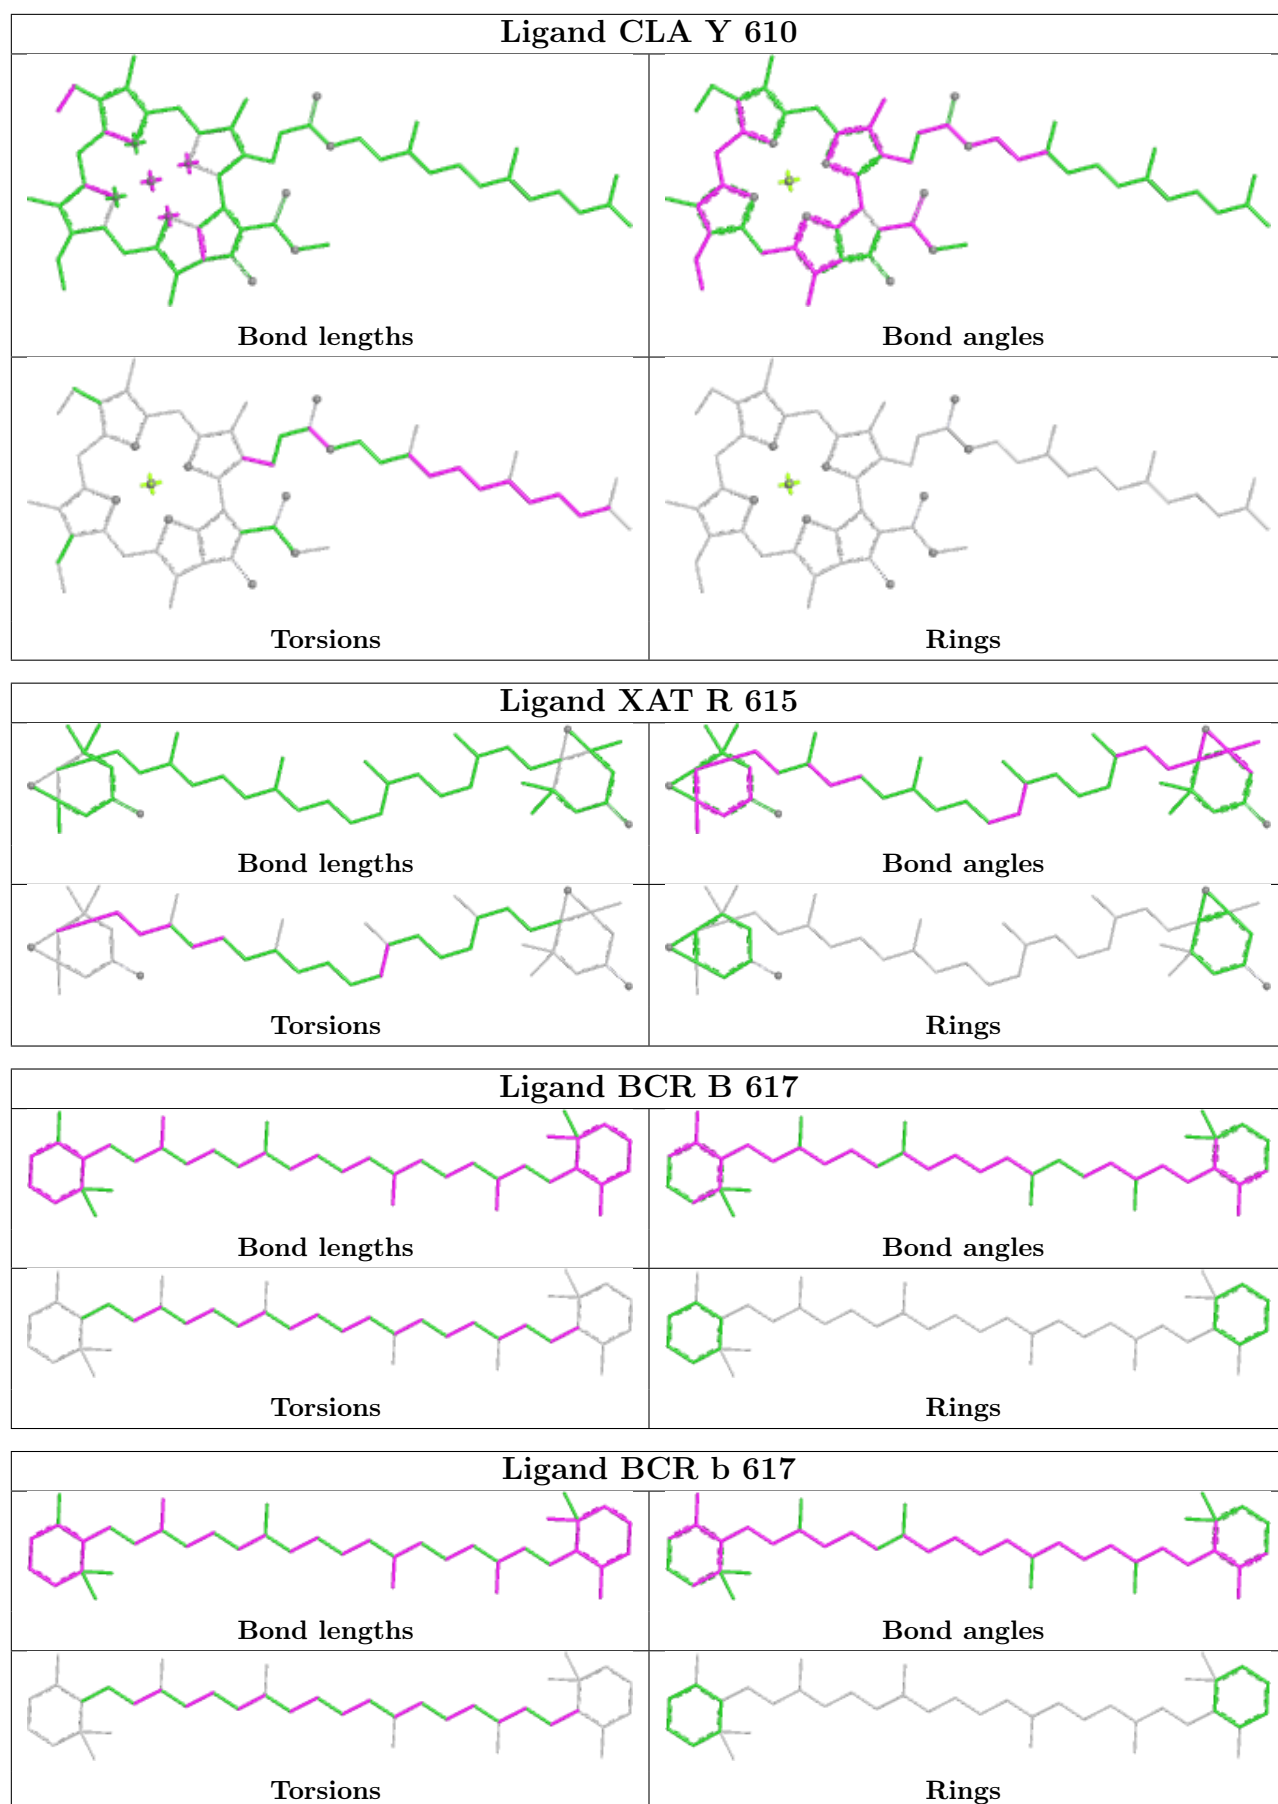 Ligand CLA Y 610
Bond lengths
Bond angles
Torsions
Rings
Ligand XAT R 615
Bond lengths
Bond angles
Torsions
Rings
Ligand BCR B 617
Bond lengths
Bond angles
Torsions
Rings
Ligand BCR b 617
Bond lengths
Bond angles
Torsions
Rings